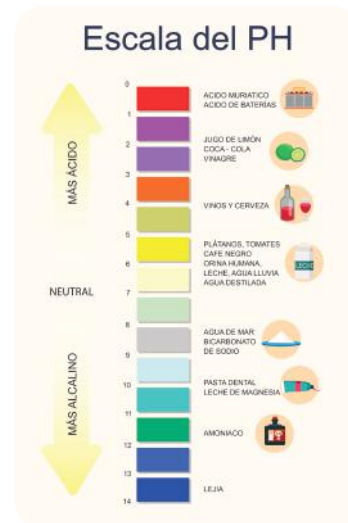 Escala del PH
MÁS ÁCIDO
NEUTRAL
MÁS ALCALINO
0
1
2
3
4
5
6
7
8
9
10
11
12
13
14
ACIDO MURIATICO
ACIDO DE BATERÍAS
JUGO DE LIMÓN
COCA - COLA
VINAGRE
VINOS Y CERVEZA
PLÁTANOS, TOMATES
CAFE NEGRO
ORINA HUMANA,
LECHE, AGUA LLUVIA
AGUA DESTILADA
LECHE
AGUA DE MAR
BICARBONATO
DE SODIO
PASTA DENTAL
LECHE DE MAGNESIA
AMONIACO
LEJIA